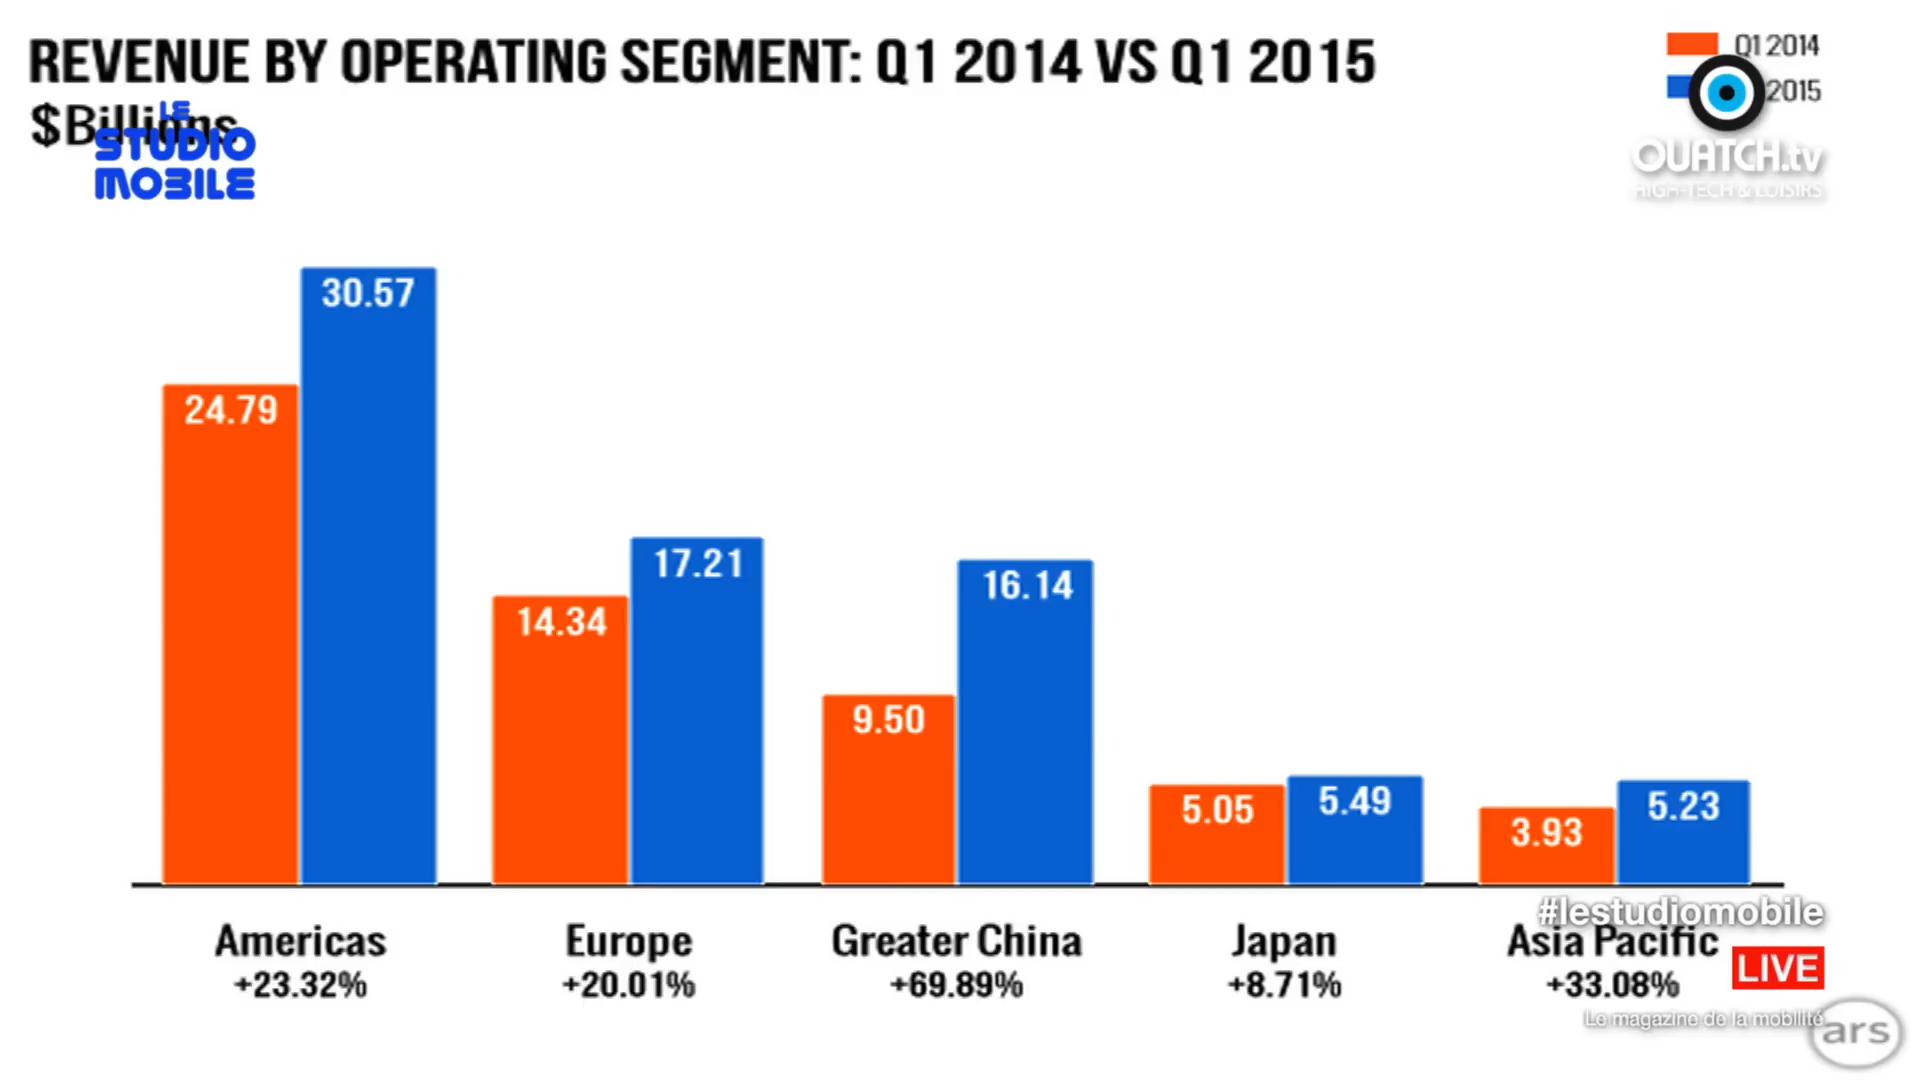 REVENUE BY OPERATING SEGMENT: Q1 2014 VS Q1 2015
$Billions
LE
STUDIO
MOBILE
Q1 2014
2015
OUATCH.tv
HIGH-TECH & LOISIRS
30.57
24.79
17.21
14.34
16.14
9.50
5.05
5.49
3.93
5.23
#lestudiomobile
Americas
Europe
Greater China
Japan
Asia Pacific
LIVE
+23.32%
+20.01%
+69.89%
+8.71%
+33.08%
Le magazine de la mobilité
ars